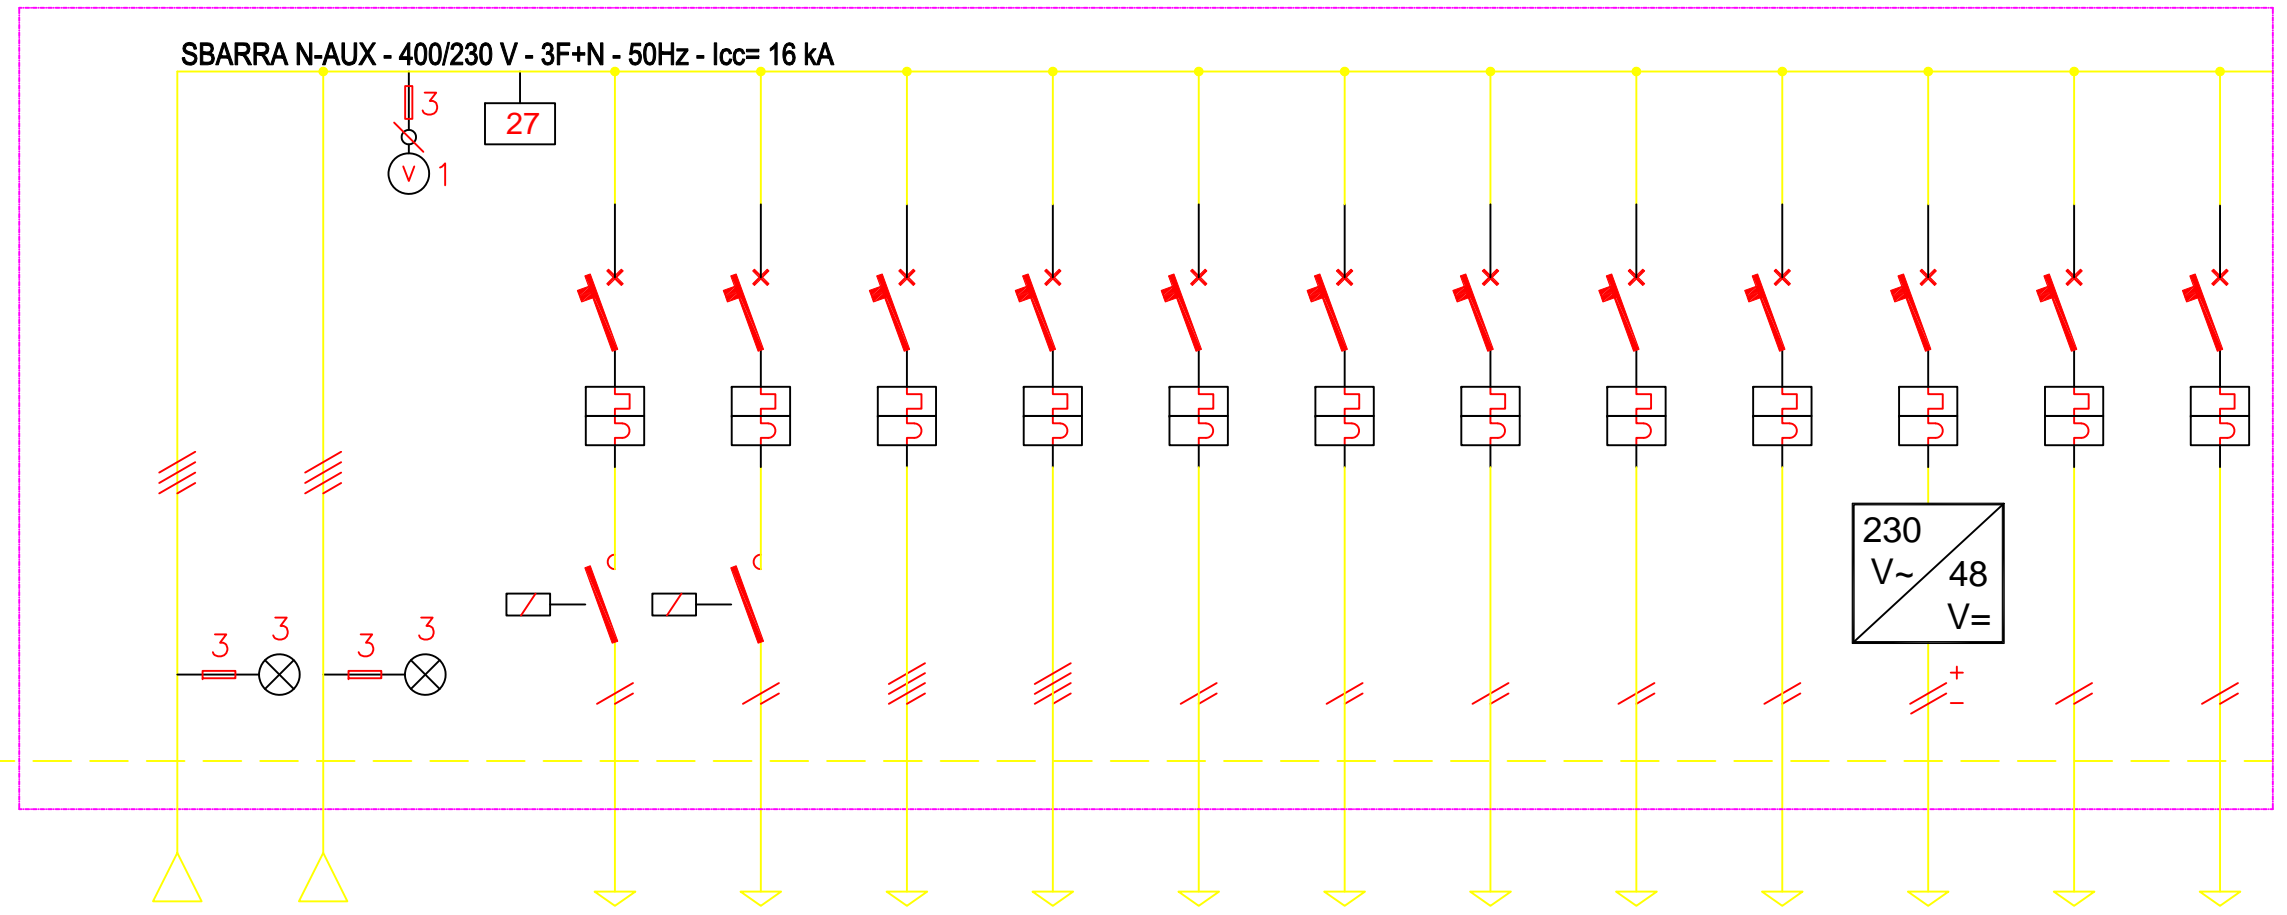 SBARRA N-AUX - 400/230 V - 3F+N - 50Hz - Icc= 16 kA
3
27
V 1
230
V~
48
V=
3 3 3 3
+
−